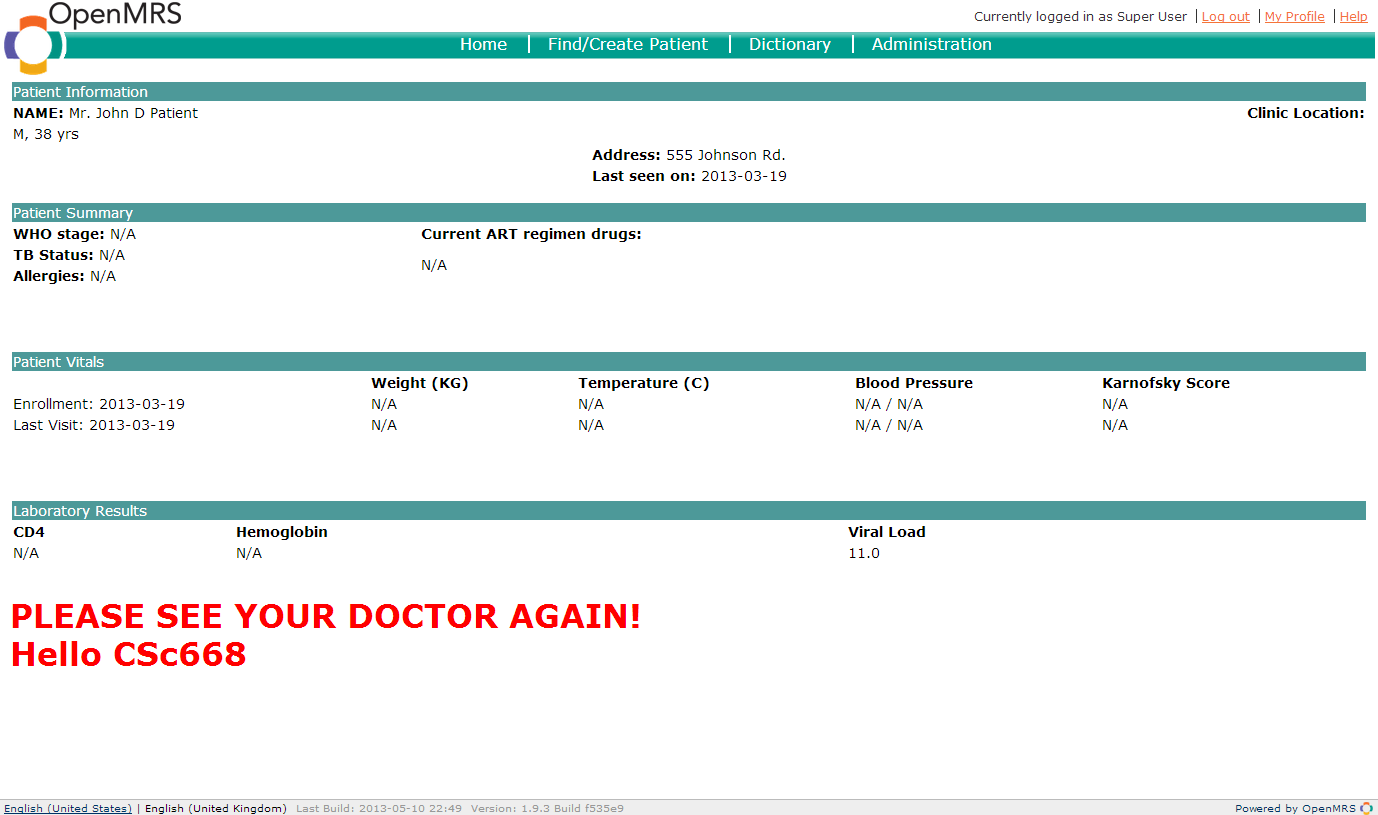 OpenMRS
Currently logged in as Super User | Log out | My Profile | Help
Home | Find/Create Patient | Dictionary | Administration
Patient Information
NAME: Mr. John D Patient Clinic Location:
M, 38 yrs
Address: 555 Johnson Rd.
Last seen on: 2013-03-19
Patient Summary
WHO stage: N/A Current ART regimen drugs:
TB Status: N/A
N/A
Allergies: N/A
Patient Vitals
Weight (KG) Temperature (C) Blood Pressure Karnofsky Score
Enrollment: 2013-03-19 N/A N/A N/A / N/A N/A
Last Visit: 2013-03-19 N/A N/A N/A / N/A N/A
Laboratory Results
CD4 Hemoglobin Viral Load
N/A N/A 11.0
PLEASE SEE YOUR DOCTOR AGAIN!
Hello CSc668
English (United States) | English (United Kingdom) Last Build: 2013-05-10 22:49 Version: 1.9.3 Build f535e9 Powered by OpenMRS